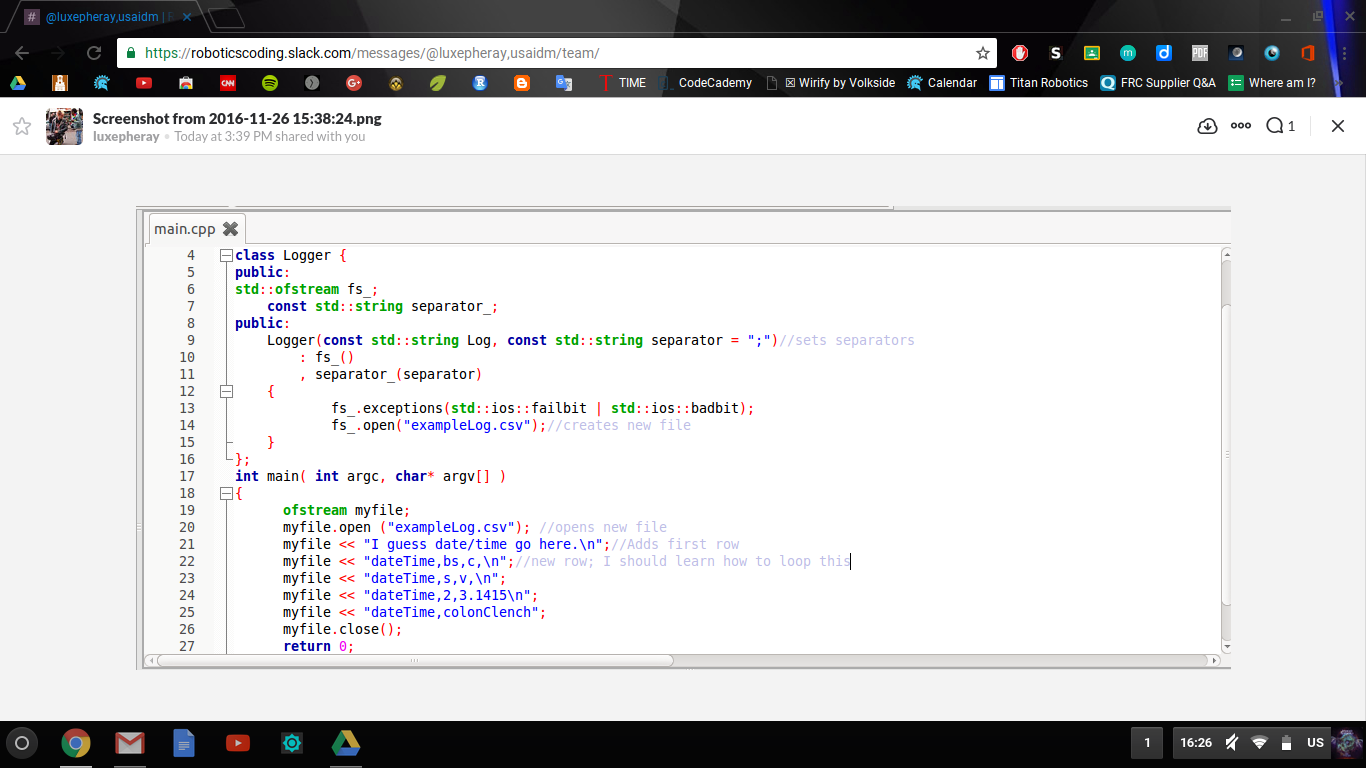 # @luxepheray,usaidm |
https://roboticscoding.slack.com/messages/@luxepheray,usaidm/team/
TIME CodeCademy Wirify by Volkside Calendar Titan Robotics FRC Supplier Q&A Where am I?
Screenshot from 2016-11-26 15:38:24.png
luxepheray • Today at 3:39 PM shared with you
1
main.cpp
4 class Logger {
5 public:
6 std::ofstream fs_;
7 const std::string separator_;
8 public:
9 Logger(const std::string Log, const std::string separator = ";")//sets separators
10 : fs_()
11 , separator_(separator)
12 {
13 fs_.exceptions(std::ios::failbit | std::ios::badbit);
14 fs_.open("exampleLog.csv");//creates new file
15 }
16 };
17 int main( int argc, char* argv[] )
18 {
19 ofstream myfile;
20 myfile.open ("exampleLog.csv"); //opens new file
21 myfile << "I guess date/time go here.\n";//Adds first row
22 myfile << "dateTime,bs,c,\n";//new row; I should learn how to loop this
23 myfile << "dateTime,s,v,\n";
24 myfile << "dateTime,2,3.1415\n";
25 myfile << "dateTime,colonClench";
26 myfile.close();
27 return 0;
1 16:26 US